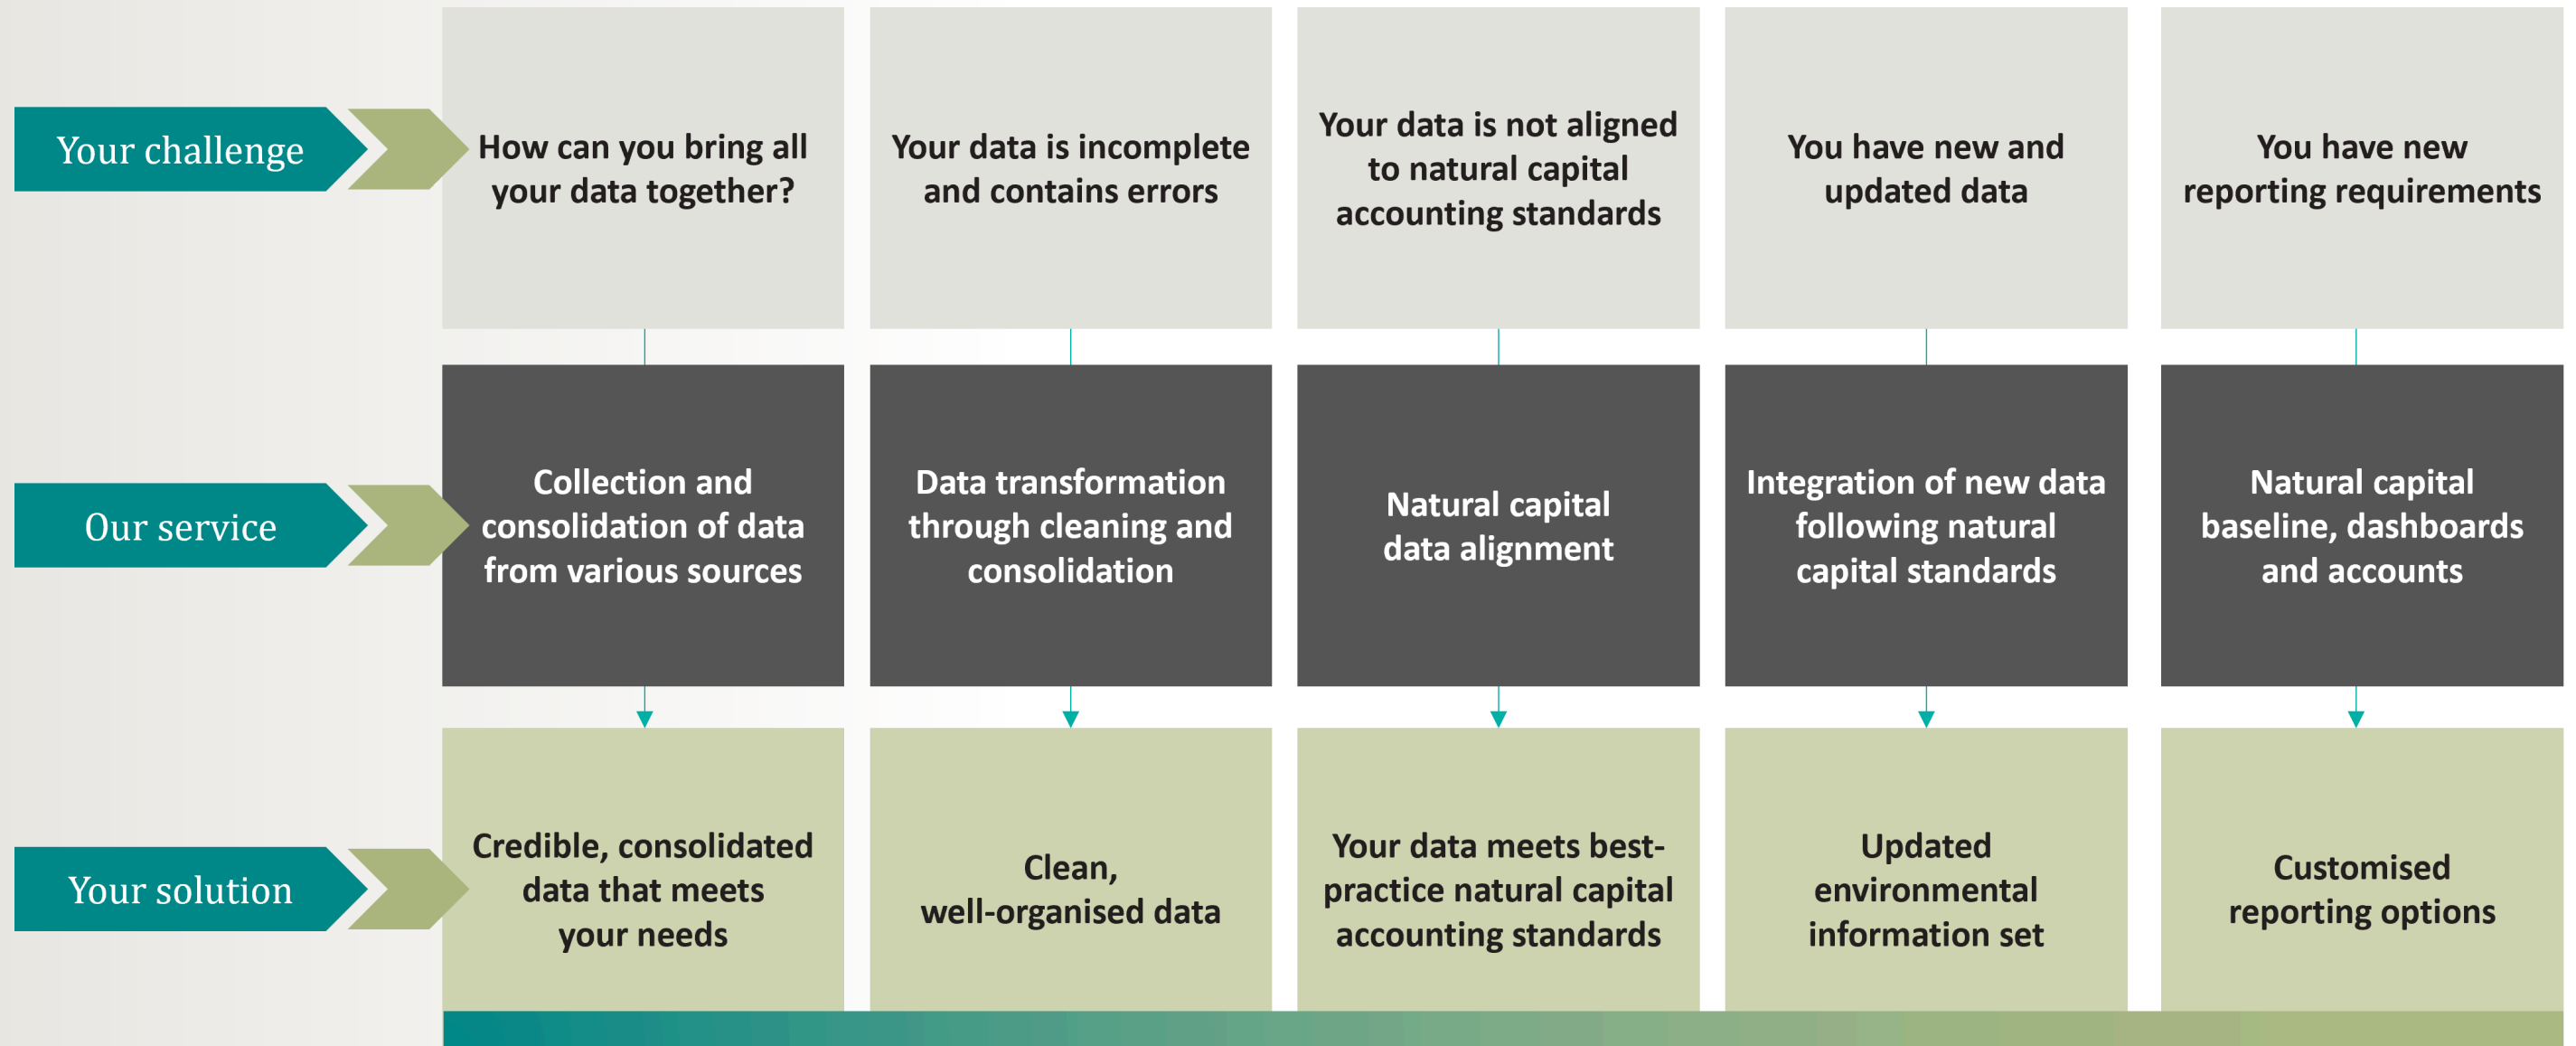 Your challenge
How can you bring all
your data together?
Your data is incomplete
and contains errors
Your data is not aligned
to natural capital
accounting standards
You have new and
updated data
You have new
reporting requirements
Our service
Collection and
consolidation of data
from various sources
Data transformation
through cleaning and
consolidation
Natural capital
data alignment
Integration of new data
following natural
capital standards
Natural capital
baseline, dashboards
and accounts
Your solution
Credible, consolidated
data that meets
your needs
Clean,
well-organised data
Your data meets best-
practice natural capital
accounting standards
Updated
environmental
information set
Customised
reporting options